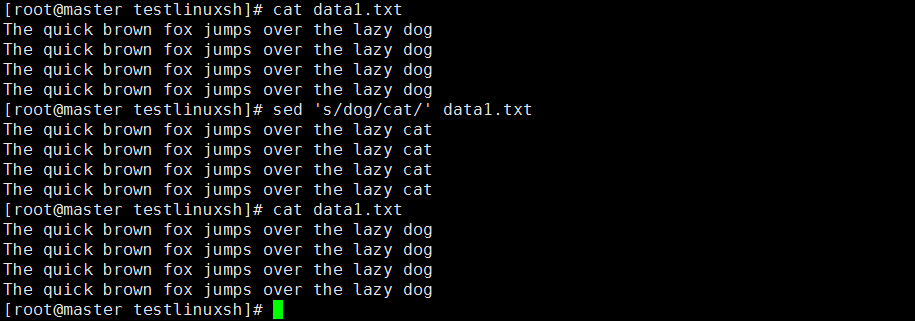 [root@master testlinuxsh]# cat data1.txt
The quick brown fox jumps over the lazy dog
The quick brown fox jumps over the lazy dog
The quick brown fox jumps over the lazy dog
The quick brown fox jumps over the lazy dog
[root@master testlinuxsh]# sed 's/dog/cat/' data1.txt
The quick brown fox jumps over the lazy cat
The quick brown fox jumps over the lazy cat
The quick brown fox jumps over the lazy cat
The quick brown fox jumps over the lazy cat
[root@master testlinuxsh]# cat data1.txt
The quick brown fox jumps over the lazy dog
The quick brown fox jumps over the lazy dog
The quick brown fox jumps over the lazy dog
The quick brown fox jumps over the lazy dog
[root@master testlinuxsh]#